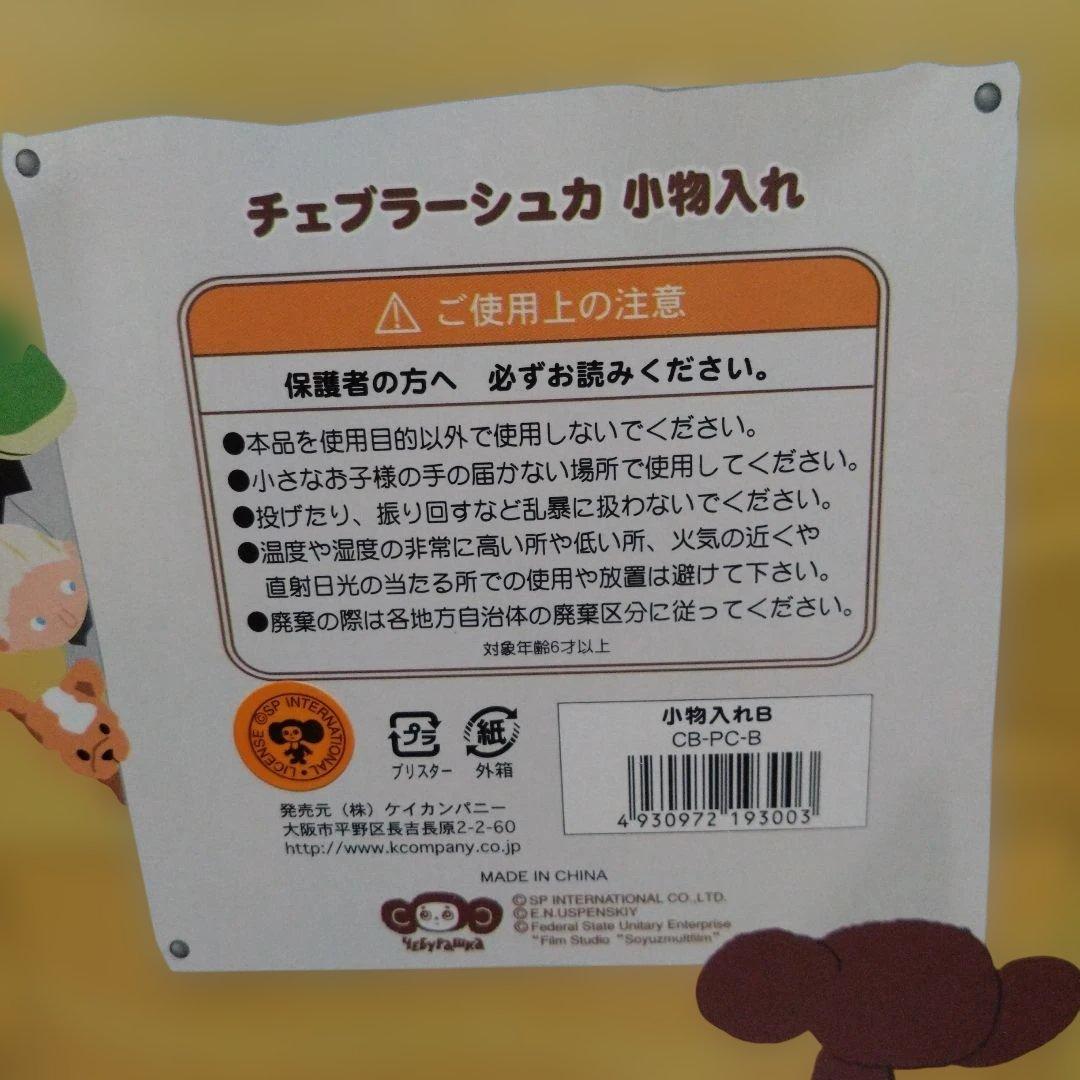 チェブラーシュカ 小物入れ
ご使用上の注意
保護者の方へ 必ずお読みください。
●本品を使用目的以外で使用しないでください。
●小さなお子様の手の届かない場所で使用してください。
●投げたり、振り回すなど乱暴に扱わないでください。
●温度や湿度の非常に高い所や低い所、火気の近くや
直射日光の当たる所での使用や放置は避けて下さい。
●廃棄の際は各地方自治体の廃棄区分に従ってください。
対象年齢6才以上
©SP INTERNATIONAL・LICENSE
プラ
ブリスター
紙
外箱
小物入れB
CB-PC-B
4 930972 193003
発売元（株）ケイカンパニー
大阪市平野区長吉長原2-2-60
http://www.kcompany.co.jp
MADE IN CHINA
ЧЕБУРАШКА
©SP INTERNATIONAL CO.,LTD.
©E.N.USPENSKIY
©Federal State Unitary Enterprise
"Film Studio "Soyuzmultfilm"